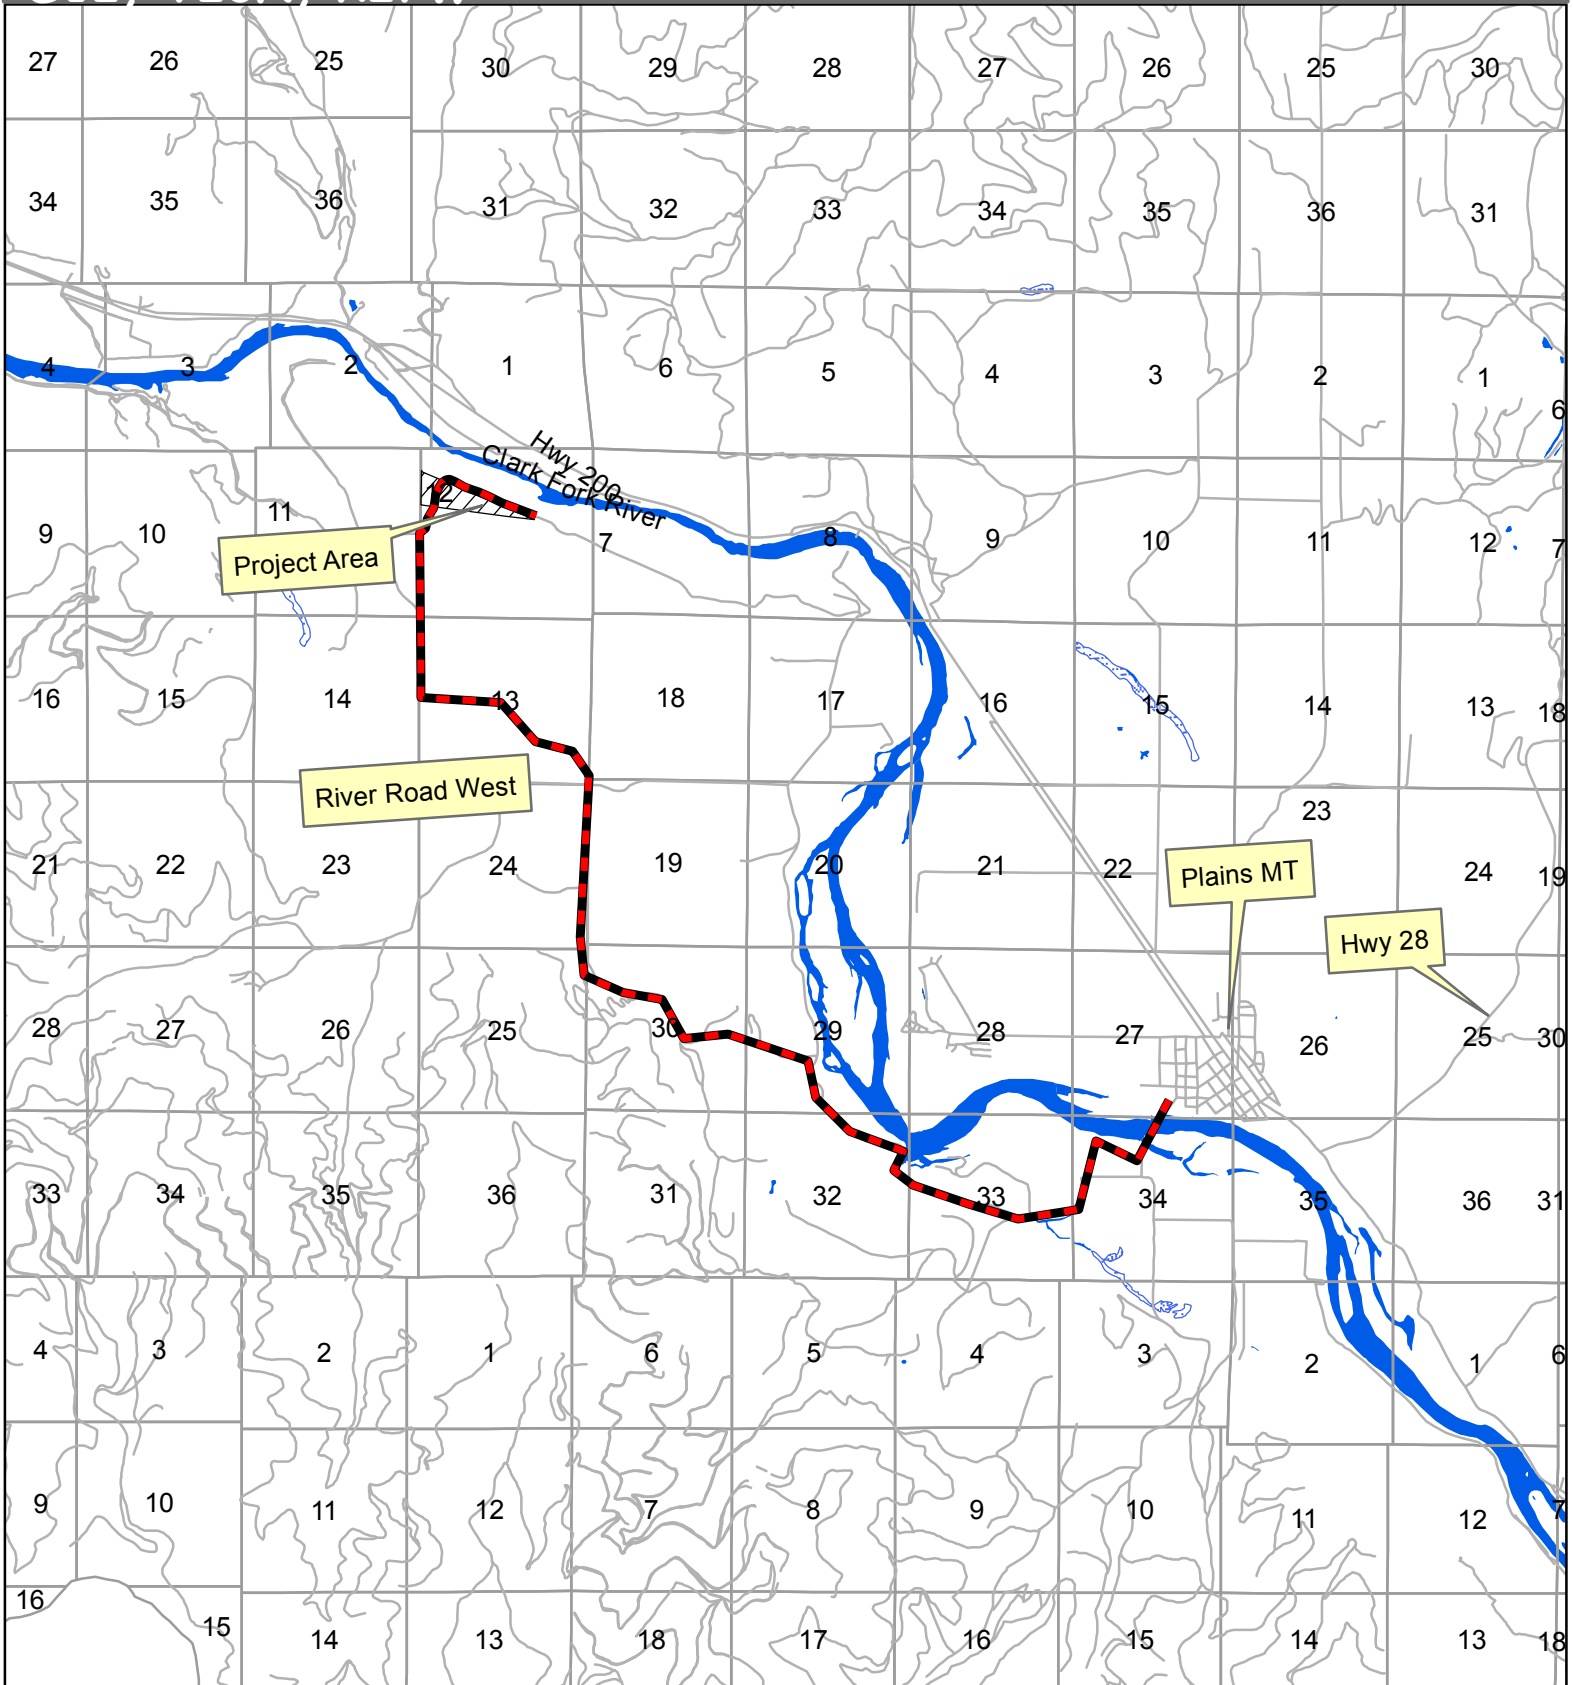 27 26 25 30 29 28 27 26 25 30
34 35 36 31 32 33 34 35 36 31
4 3 2 1 6 5 4 3 2 1
6
Hwy 200
Clark Fork River
12
9 10 11 7 8 9 10 11 12 7
Project Area
16 15 14 13 18 17 16 15 14 13 18
River Road West
23
21 22 23 24 19 20 21 22 24 19
Plains MT
Hwy 28
28 27 26 25 30 29 28 27 26 25 30
33 34 35 36 31 32 33 34 35 36 31
4 3 2 1 6 5 4 3 2 1 6
9 10 11 12 7 8 9 10 11 12 7
16 15 14 13 18 17 16 15 14 13 18